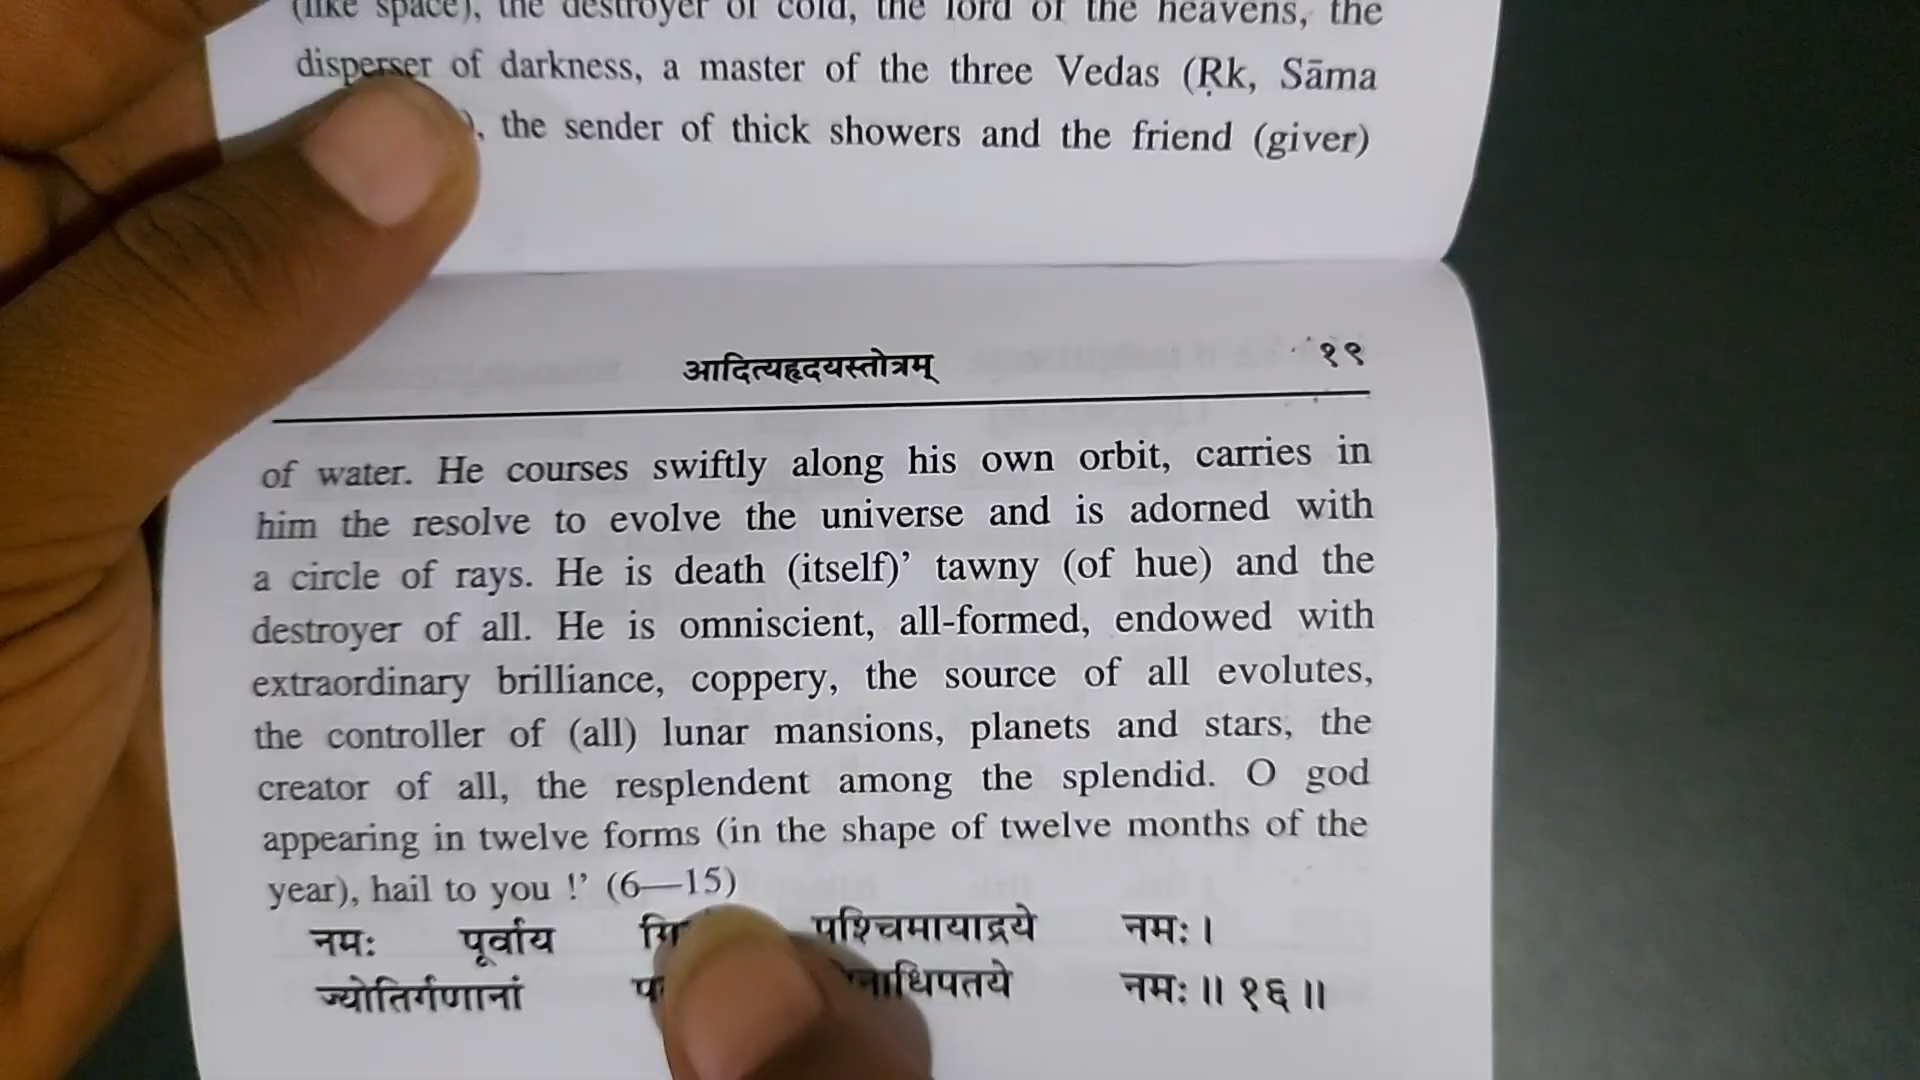 (like space), the destroyer of cold, the lord of the heavens, the
disperser of darkness, a master of the three Vedas (Ṛk, Sāma
), the sender of thick showers and the friend (giver)
आदित्यहृदयस्तोत्रम् १९
of water. He courses swiftly along his own orbit, carries in
him the resolve to evolve the universe and is adorned with
a circle of rays. He is death (itself)’ tawny (of hue) and the
destroyer of all. He is omniscient, all-formed, endowed with
extraordinary brilliance, coppery, the source of all evolutes,
the controller of (all) lunar mansions, planets and stars, the
creator of all, the resplendent among the splendid. O god
appearing in twelve forms (in the shape of twelve months of the
year), hail to you !’ (6—15)
नमः पूर्वाय पश्चिमायाद्रये नमः।
ज्योतिर्गणानां नमः॥ १६॥